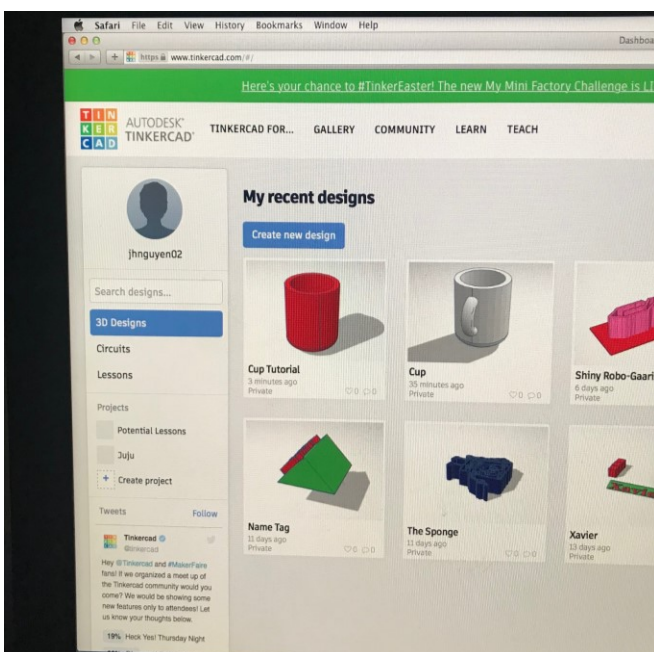 Safari File Edit View History Bookmarks Window Help
Dashboa
https www.tinkercad.com/#/
Here's your chance to #TinkerEaster! The new My Mini Factory Challenge is LI
TIN
KER
CAD
AUTODESK®
TINKERCAD®
TINKERCAD FOR... GALLERY COMMUNITY LEARN TEACH
jhnguyen02
Search designs...
3D Designs
Circuits
Lessons
Projects
Potential Lessons
Juju
+ Create project
Tweets Follow
Tinkercad
@tinkercad
Hey @Tinkercad and #MakerFaire
fans! If we organized a meet up of
the Tinkercad community would you
come? We would be showing some
new features only to attendees! Let
us know your thoughts below.
19% Heck Yes! Thursday Night
My recent designs
Create new design
Cup Tutorial
3 minutes ago
Private 0 0
Cup
35 minutes ago
Private 0 0
Shiny Robo-Gaari
6 days ago
Private
Name Tag
11 days ago
Private 0 0
The Sponge
11 days ago
Private 0 0
Xavier
13 days ago
Private